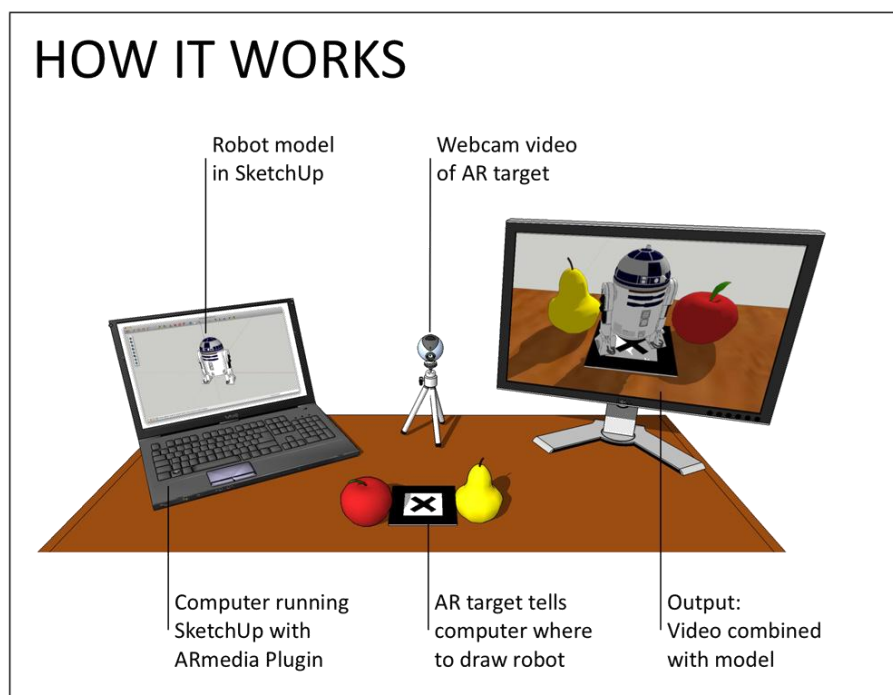 HOW IT WORKS
Robot model
in SketchUp
Webcam video
of AR target
Computer running
SketchUp with
ARmedia Plugin
AR target tells
computer where
to draw robot
Output:
Video combined
with model